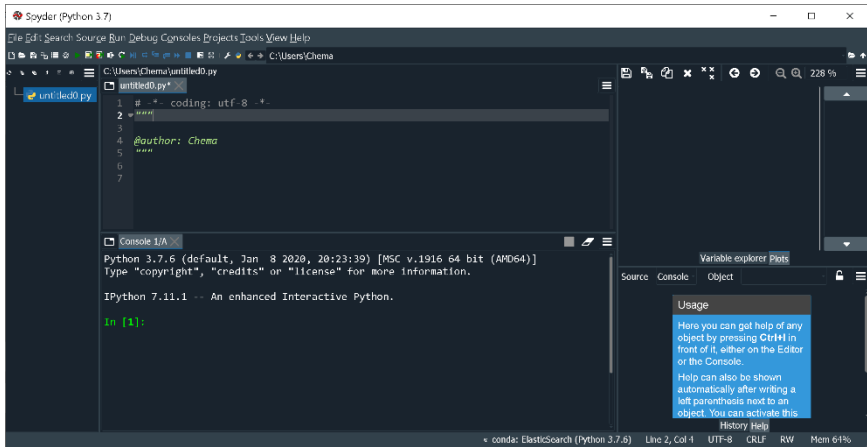 Spyder (Python 3.7)
File Edit Search Source Run Debug Consoles Projects Tools View Help
C:\Users\Chema
untitled0.py
C:\Users\Chema\untitled0.py
untitled0.py*
1 # -*- coding: utf-8 -*-
2 """
3
4 @author: Chema
5 """
6
7
228 %
Variable explorer Plots
Console 1/A
Python 3.7.6 (default, Jan  8 2020, 20:23:39) [MSC v.1916 64 bit (AMD64)]
Type "copyright", "credits" or "license" for more information.
IPython 7.11.1 -- An enhanced Interactive Python.
In [1]:
Source Console Object
Usage
Here you can get help of any
object by pressing Ctrl+I in
front of it, either on the Editor
or the Console.
Help can also be shown
automatically after writing a
left parenthesis next to an
object. You can activate this
History Help
conda: ElasticSearch (Python 3.7.6) Line 2, Col 4 UTF-8 CRLF RW Mem 64%